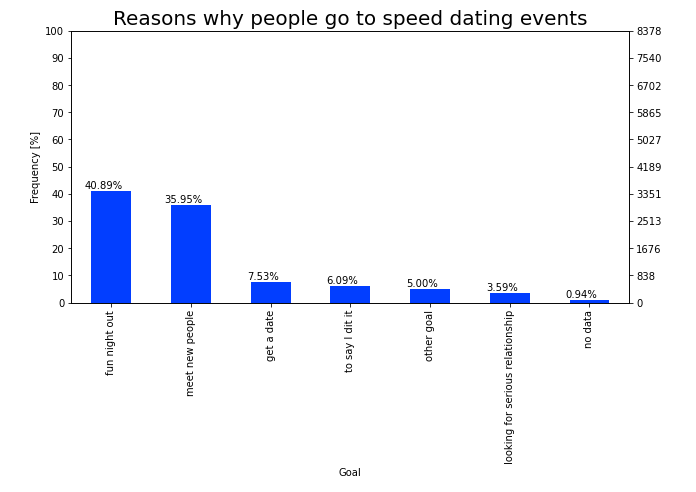 Reasons why people go to speed dating events
100
90
80
70
60
50
40
30
20
10
0
Frequency [%]
8378
7540
6702
5865
5027
4189
3351
2513
1676
838
0
40.89%
35.95%
7.53%
6.09%
5.00%
3.59%
0.94%
fun night out
meet new people
get a date
to say I dit it
other goal
looking for serious relationship
no data
Goal